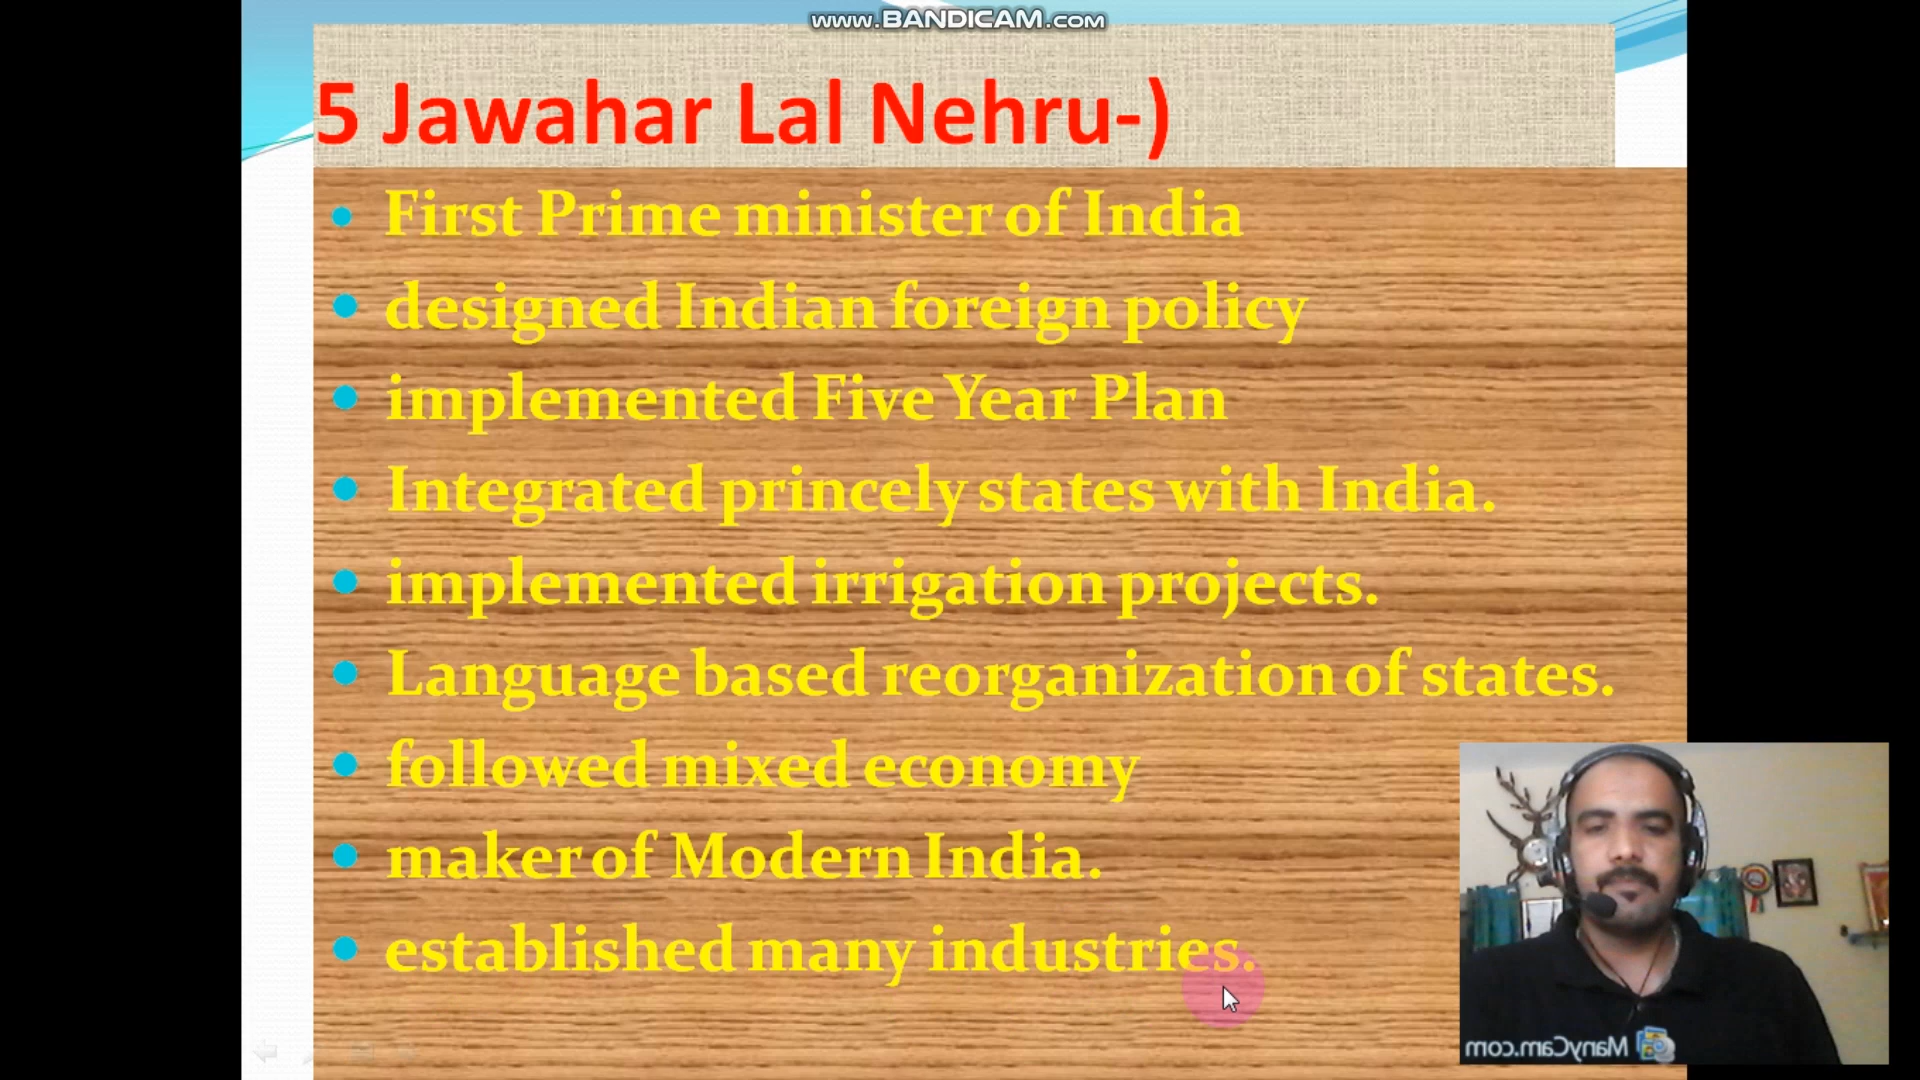 www.BANDICAM.com
5 Jawahar Lal Nehru-)
• First Prime minister of India
• designed Indian foreign policy
• implemented Five Year Plan
• Integrated princely states with India.
• implemented irrigation projects.
• Language based reorganization of states.
• followed mixed economy
• maker of Modern India.
• established many industries.
ManyCam.com